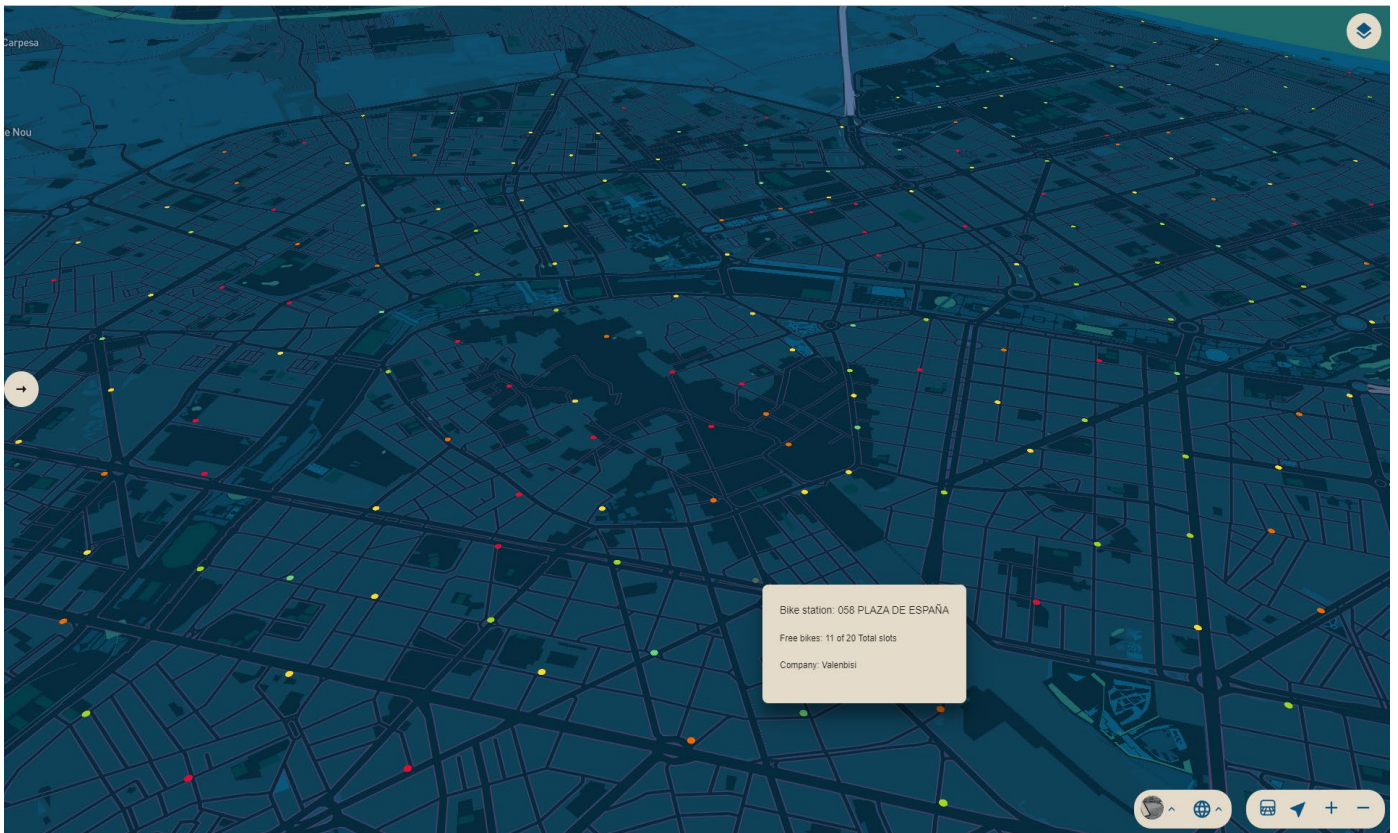 Carpesa
e Nou
Bike station: 058 PLAZA DE ESPAÑA
Free bikes: 11 of 20 Total slots
Company: Valenbisi